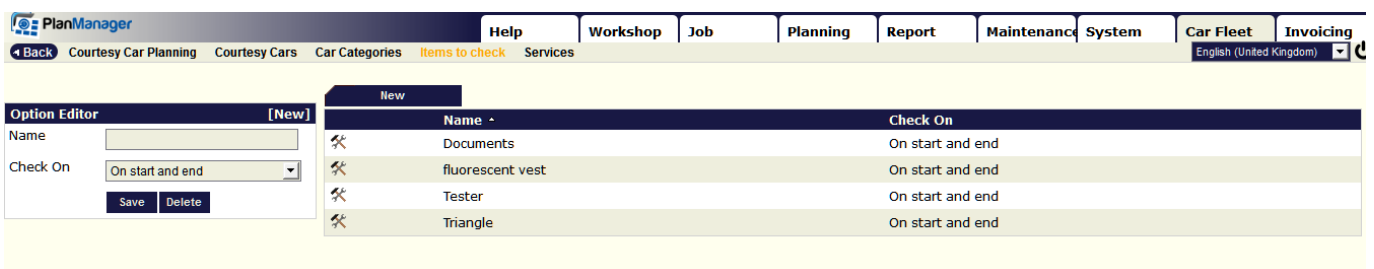 PlanManager
Help Workshop Job Planning Report Maintenance System Car Fleet Invoicing
Back Courtesy Car Planning Courtesy Cars Car Categories Items to check Services English (United Kingdom)
New
Option Editor [New]
Name
Check On On start and end
Save Delete
Name Check On
Documents On start and end
fluorescent vest On start and end
Tester On start and end
Triangle On start and end